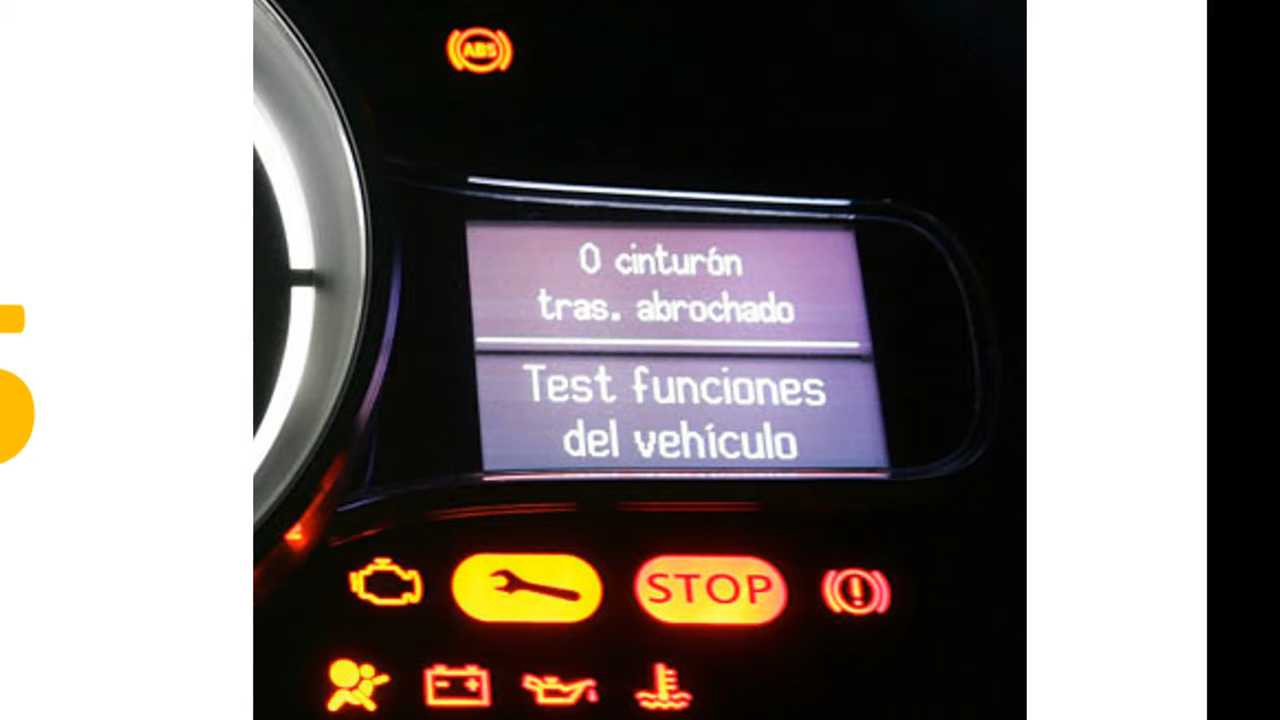 ABS
0 cinturón
tras. abrochado
Test funciones
del vehículo
STOP